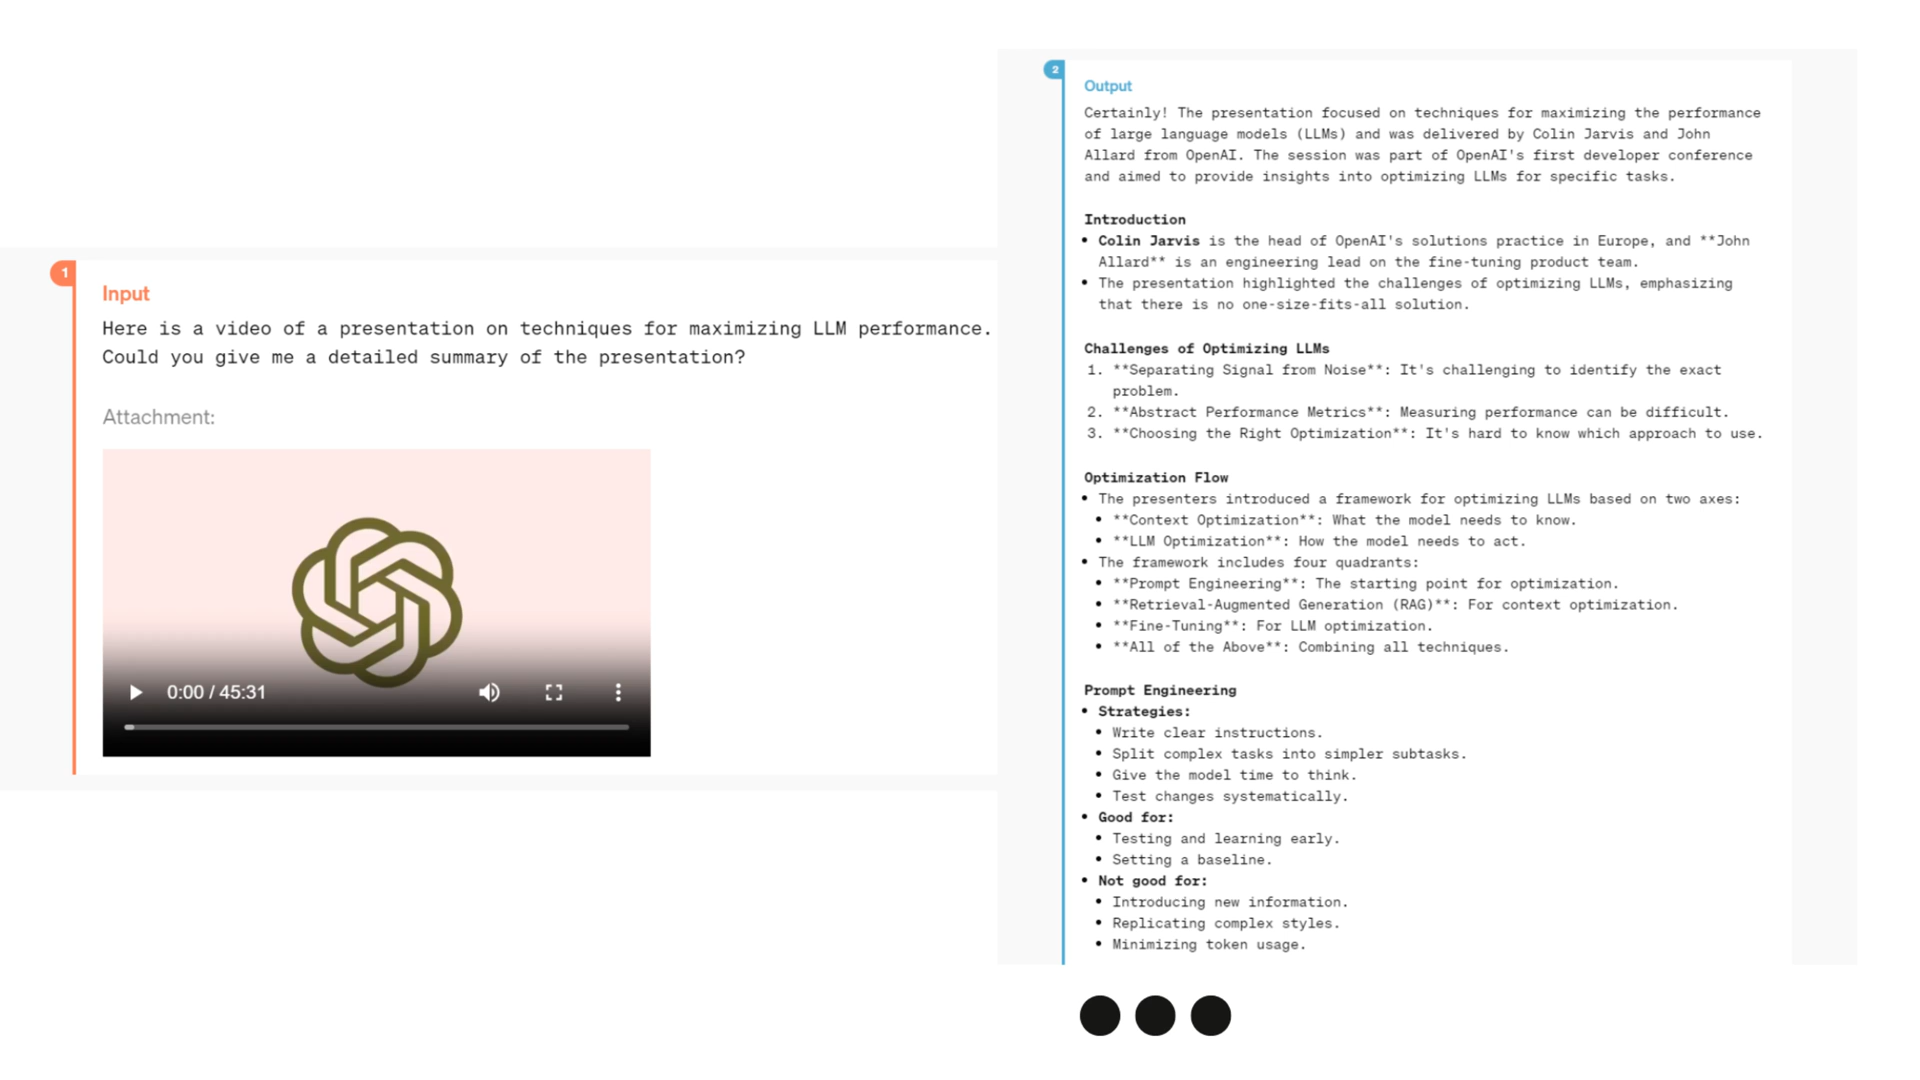 1
Input
Here is a video of a presentation on techniques for maximizing LLM performance.
Could you give me a detailed summary of the presentation?
Attachment:
0:00 / 45:31
2
Output
Certainly! The presentation focused on techniques for maximizing the performance
of large language models (LLMs) and was delivered by Colin Jarvis and John
Allard from OpenAI. The session was part of OpenAI's first developer conference
and aimed to provide insights into optimizing LLMs for specific tasks.
Introduction
• Colin Jarvis is the head of OpenAI's solutions practice in Europe, and **John
Allard** is an engineering lead on the fine-tuning product team.
• The presentation highlighted the challenges of optimizing LLMs, emphasizing
that there is no one-size-fits-all solution.
Challenges of Optimizing LLMs
1. **Separating Signal from Noise**: It's challenging to identify the exact
problem.
2. **Abstract Performance Metrics**: Measuring performance can be difficult.
3. **Choosing the Right Optimization**: It's hard to know which approach to use.
Optimization Flow
• The presenters introduced a framework for optimizing LLMs based on two axes:
• **Context Optimization**: What the model needs to know.
• **LLM Optimization**: How the model needs to act.
• The framework includes four quadrants:
• **Prompt Engineering**: The starting point for optimization.
• **Retrieval-Augmented Generation (RAG)**: For context optimization.
• **Fine-Tuning**: For LLM optimization.
• **All of the Above**: Combining all techniques.
Prompt Engineering
• Strategies:
• Write clear instructions.
• Split complex tasks into simpler subtasks.
• Give the model time to think.
• Test changes systematically.
• Good for:
• Testing and learning early.
• Setting a baseline.
• Not good for:
• Introducing new information.
• Replicating complex styles.
• Minimizing token usage.